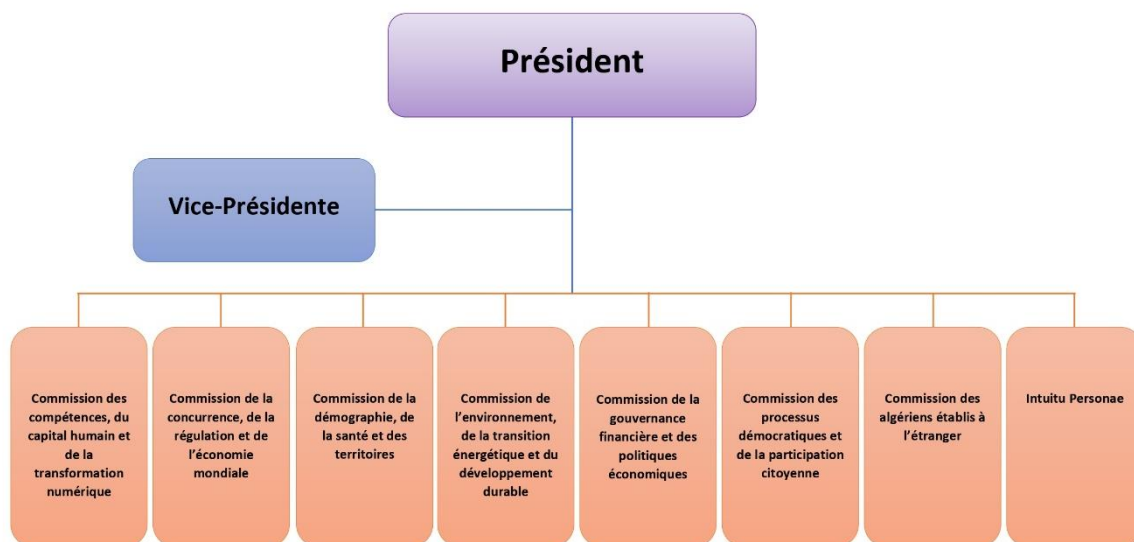 Président
Vice-Présidente
Commission des
compétences, du
capital humain et
de la
transformation
numérique
Commission de la
concurrence, de la
régulation et de
l'économie
mondiale
Commission de la
démographie, de
la santé et des
territoires
Commission de
l'environnement,
de la transition
énergétique et du
développement
durable
Commission de la
gouvernance
financière et des
politiques
économiques
Commission des
processus
démocratiques et
de la participation
citoyenne
Commission des
algériens établis à
l'étranger
Intuitu Personae